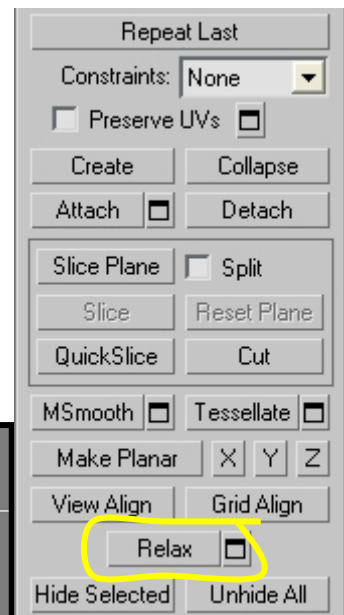 Repeat Last
Constraints: None
Preserve UVs
Create Collapse
Attach Detach
Slice Plane Split
Slice Reset Plane
QuickSlice Cut
MSmooth Tessellate
Make Planar X Y Z
View Align Grid Align
Relax
Hide Selected Unhide All